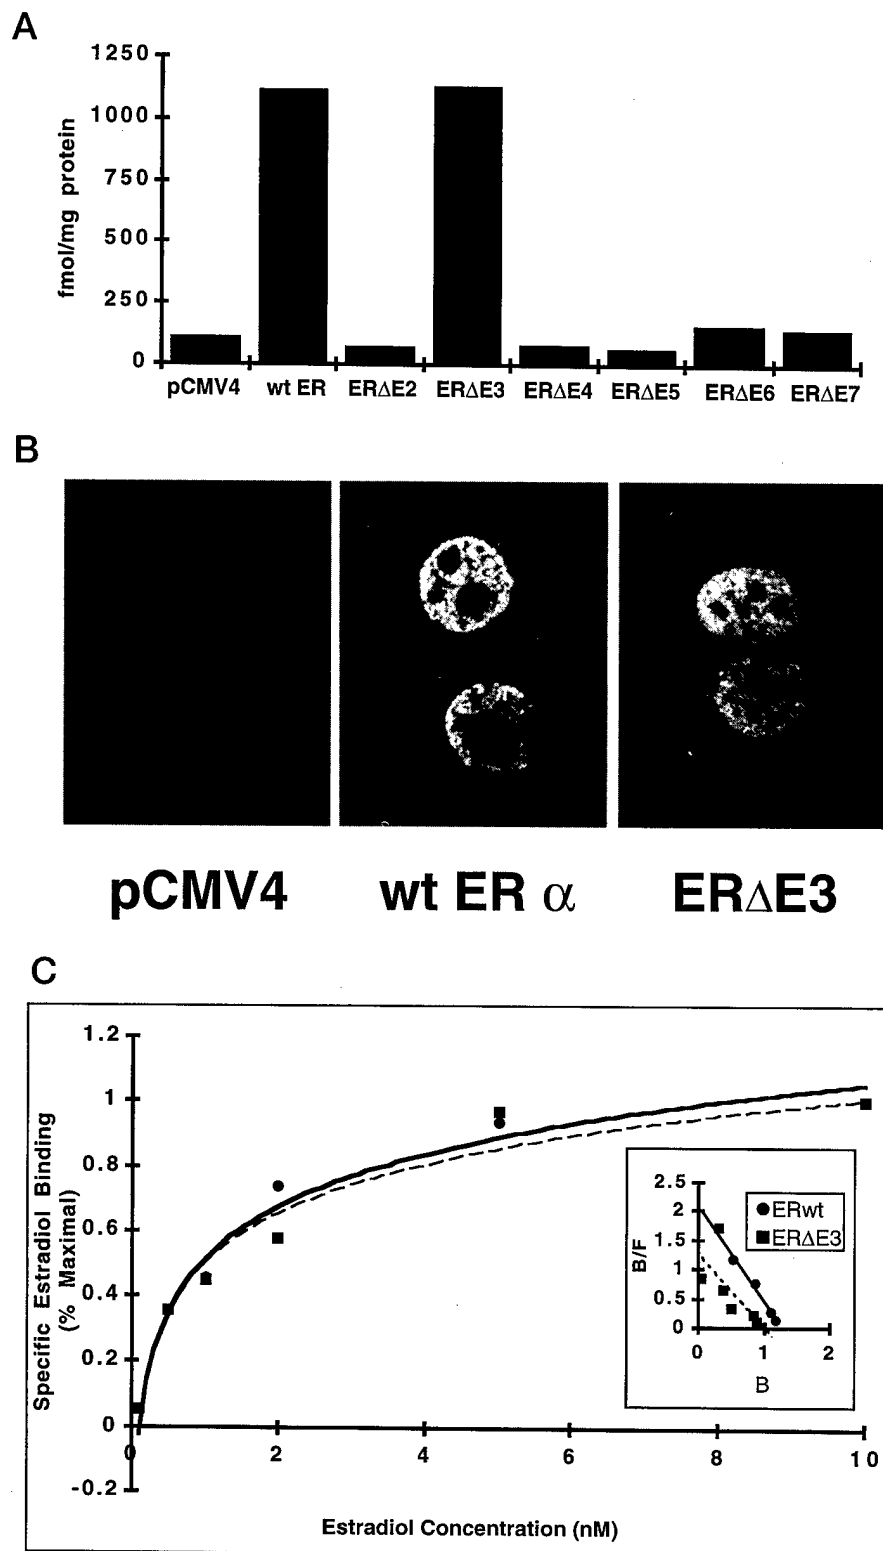 A
1250
1000
750
500
250
0
fmol/mg protein
pCMV4 wt ER ERΔE2 ERΔE3 ERΔE4 ERΔE5 ERΔE6 ERΔE7
B
pCMV4 wt ER α ERΔE3
C
1.2
1
0.8
0.6
0.4
0.2
0
-0.2
Specific Estradiol Binding
(% Maximal)
0 2 4 6 8 10
Estradiol Concentration (nM)
2.5
2
1.5
1
0.5
0
B/F
ERwt
ERΔE3
0 1 2
B